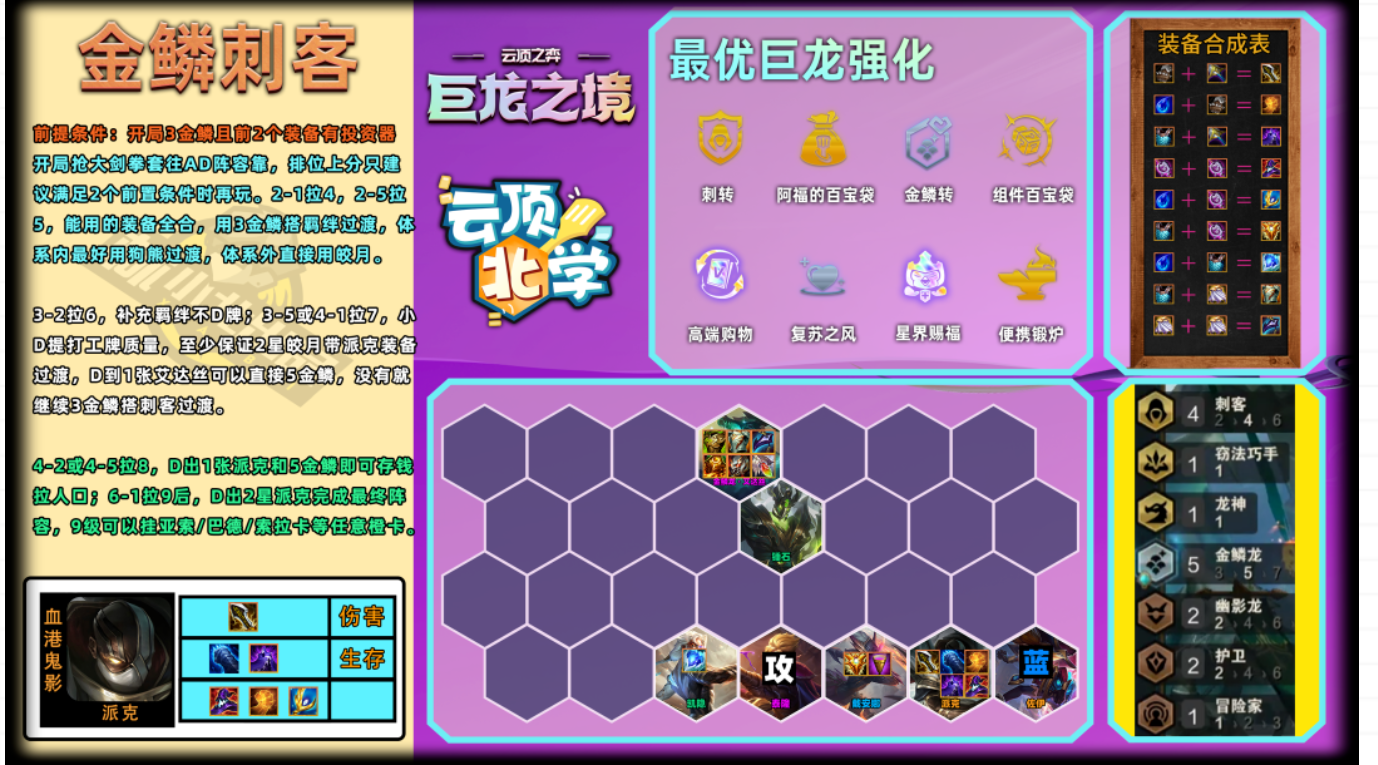 金鳞刺客
前提条件：开局3金鳞且前2个装备有投资器
开局抢大剑拳套往AD阵容靠，排位上分只建
议满足2个前置条件时再玩。2-1拉4，2-5拉
5，能用的装备全合，用3金鳞搭羁绊过渡，体
系内最好用狗熊过渡，体系外直接用皎月。
3-2拉6，补充羁绊不D牌；3-5或4-1拉7，小
D提打工牌质量，至少保证2星皎月带派克装备
过渡，D到1张艾达丝可以直接5金鳞，没有就
继续3金鳞搭刺客过渡。
4-2或4-5拉8，D出1张派克和5金鳞即可存钱
拉人口；6-1拉9后，D出2星派克完成最终阵
容，9级可以挂亚索/巴德/索拉卡等任意橙卡。
血港鬼影
派克
伤害
生存
云顶之弈
巨龙之境
云顶
北学
最优巨龙强化
刺转
阿福的百宝袋
金鳞转
组件百宝袋
高端购物
复苏之风
星界赐福
便携锻炉
装备合成表
锤石
凯隐
攻
泰隆
戴安娜
派克
蓝
佐伊
4 刺客
2 › 4 › 6
1 窃法巧手
1
1 龙神
1
5 金鳞龙
3 › 5 › 7
2 幽影龙
2 › 4 › 6
2 护卫
2 › 4 › 6
1 冒险家
1 › 2 › 3